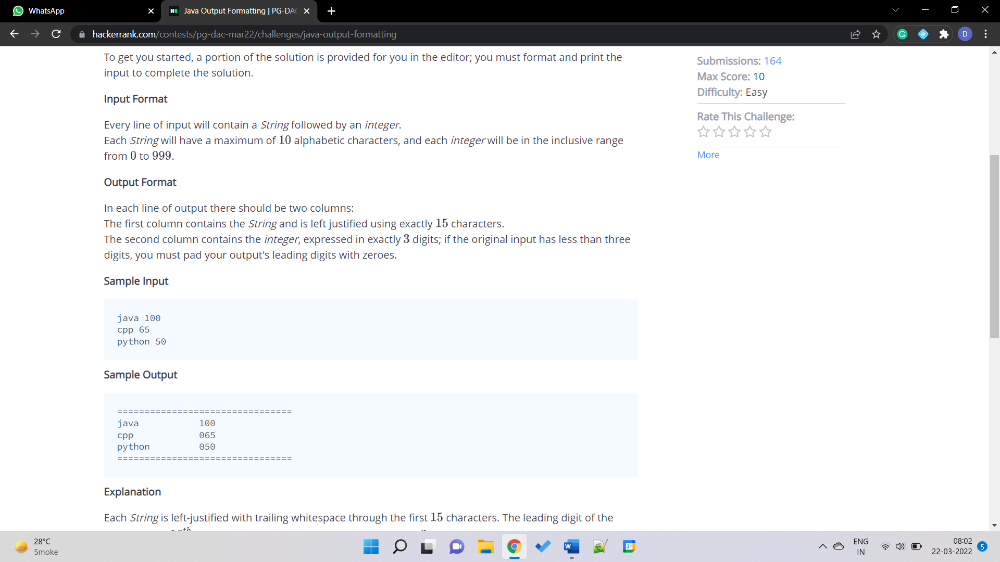 WhatsApp
Java Output Formatting | PG-DAC
hackerrank.com/contests/pg-dac-mar22/challenges/java-output-formatting
D
To get you started, a portion of the solution is provided for you in the editor; you must format and print the
input to complete the solution.
Input Format
Every line of input will contain a String followed by an integer.
Each String will have a maximum of 10 alphabetic characters, and each integer will be in the inclusive range
from 0 to 999.
Output Format
In each line of output there should be two columns:
The first column contains the String and is left justified using exactly 15 characters.
The second column contains the integer, expressed in exactly 3 digits; if the original input has less than three
digits, you must pad your output's leading digits with zeroes.
Sample Input
java 100
cpp 65
python 50
Sample Output
================================
java           100
cpp            065
python         050
================================
Explanation
Each String is left-justified with trailing whitespace through the first 15 characters. The leading digit of the
Submissions: 164
Max Score: 10
Difficulty: Easy
Rate This Challenge:
More
28°C
Smoke
31
ENG
IN
08:02
22-03-2022
5